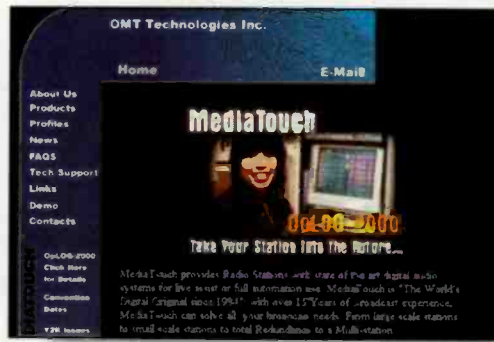 OMT Technologies Inc.
Home E-Mail
About Us
Products
Profiles
News
FAQS
Tech Support
Links
Demo
Contacts
OpLOG-2000
Click Here
for Details
Convention
Dates
Y2K Issues
MediaTouch
OpLOG-2000
Take Your Station Into the Future...
MediaTouch provides Radio Stations with state of the art digital audio
systems for live assist or full automation use. MediaTouch is "The World's
Digital Original since 1984" with over 15 Years of broadcast experience,
MediaTouch can solve all your broadcast needs. From large scale stations
to small scale stations to total Redundance to a Multi-station